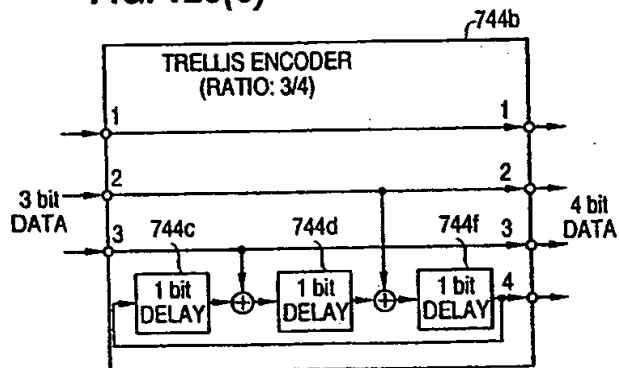 744b
TRELLIS ENCODER
(RATIO: 3/4)
1 1
2 2
3 bit
DATA
4 bit
DATA
3 744c 744d 744f 3
1 bit
DELAY
1 bit
DELAY
1 bit
DELAY
4